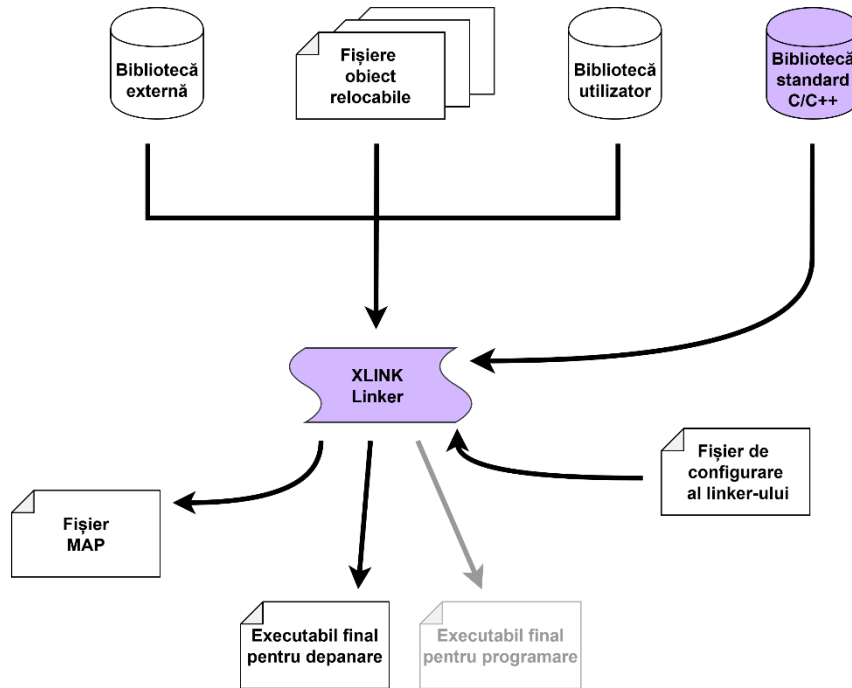 Bibliotecă
externă
Fișiere
obiect
relocabile
Bibliotecă
utilizator
Bibliotecă
standard
C/C++
XLINK
Linker
Fișier de
configurare
al linker-ului
Fișier
MAP
Executabil final
pentru depanare
Executabil final
pentru programare